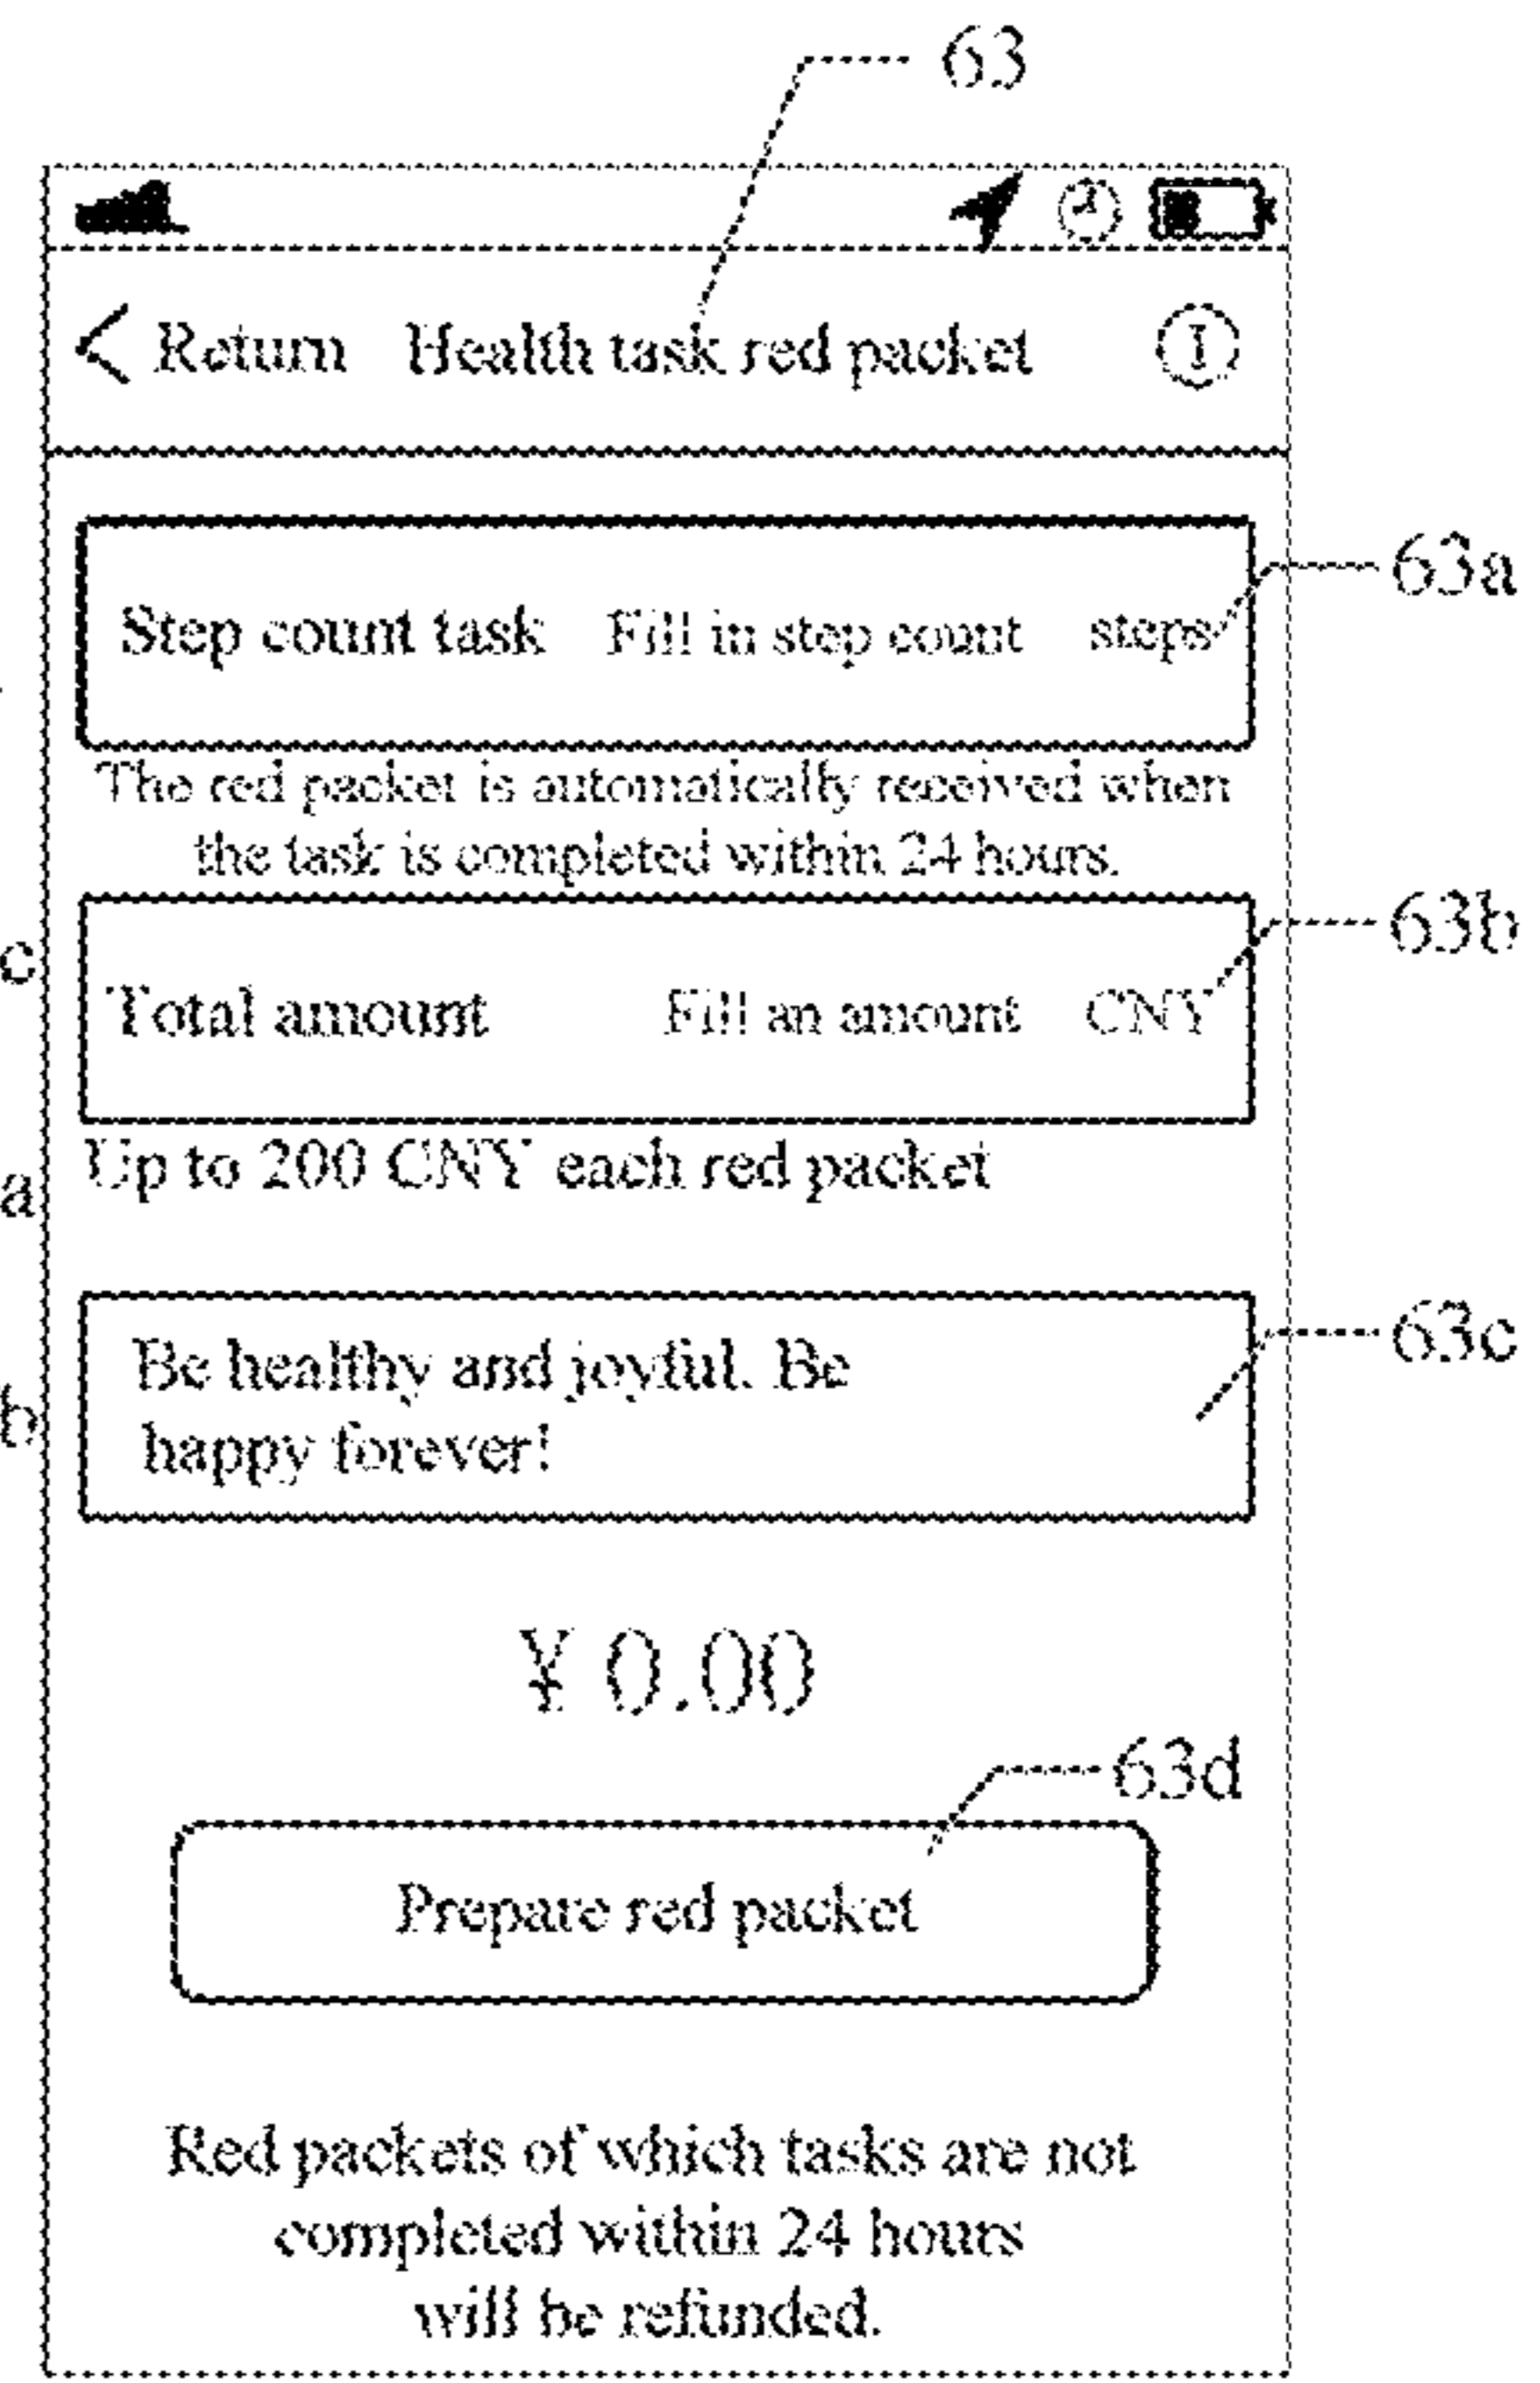 63
Return Health task red packet I
63a
Step count task Fill in step count steps
The red packet is automatically received when
the task is completed within 24 hours.
63b
c
Total amount Fill an amount CNY
Up to 200 CNY each red packet
a
63c
Be healthy and joyful. Be
b
happy forever!
¥ 0.00
63d
Prepare red packet
Red packets of which tasks are not
completed within 24 hours
will be refunded.